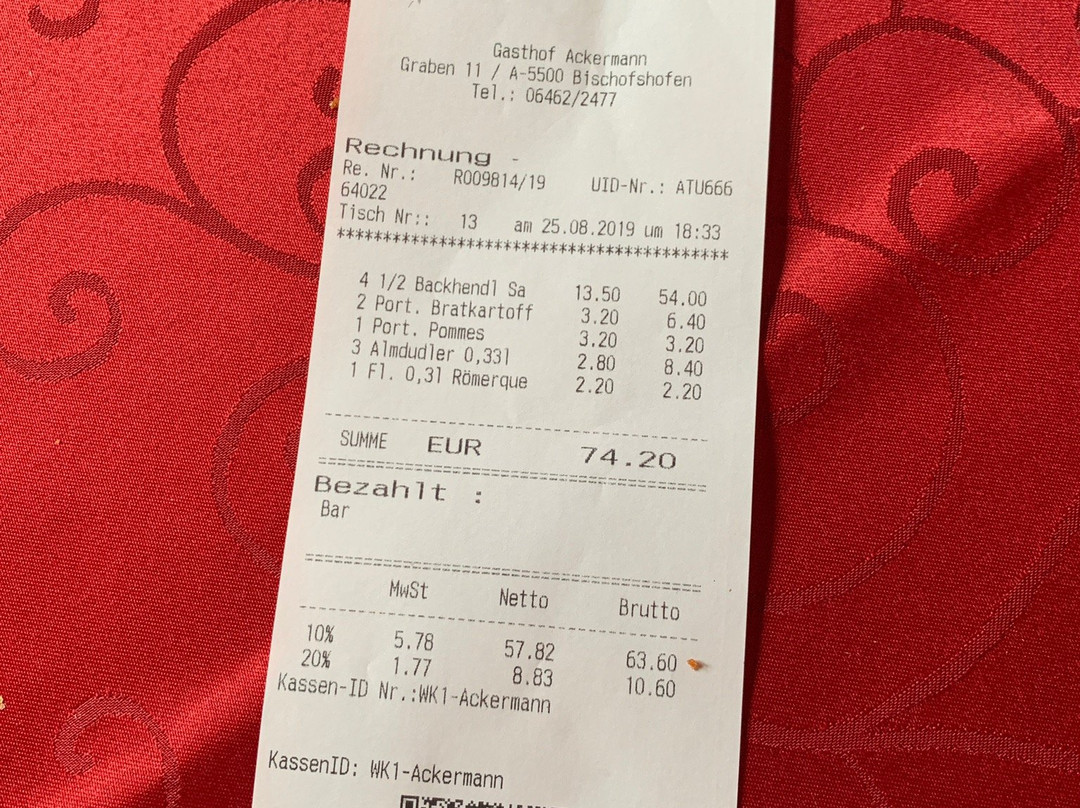 Gasthof Ackermann
Graben 11 / A-5500 Bischofshofen
Tel.: 06462/2477
Rechnung -
Re. Nr.: R009814/19 UID-Nr.: ATU666
64022
Tisch Nr:: 13 am 25.08.2019 um 18:33
******************************************
4 1/2 Backhendl Sa 13.50 54.00
2 Port. Bratkartoff 3.20 6.40
1 Port. Pommes 3.20 3.20
3 Almdudler 0,33l 2.80 8.40
1 Fl. 0,3l Römerque 2.20 2.20
SUMME EUR 74.20
Bezahlt :
Bar
MwSt Netto Brutto
10% 5.78 57.82 63.60
20% 1.77 8.83 10.60
Kassen-ID Nr.:WK1-Ackermann
KassenID: WK1-Ackermann